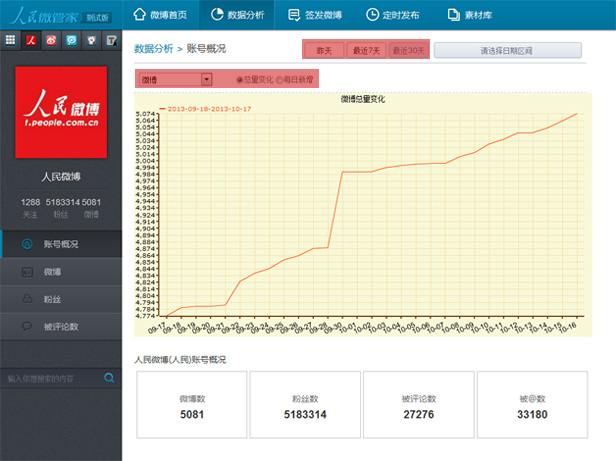 人民微管家 测试版
微博首页 数据分析 签发微博 定时发布 素材库
数据分析 > 账号概况 昨天 最近7天 最近30天 请选择日期区间
微博 总量变化 每日新增
人民微博
t.people.com.cn
人民微博
1288 5183314 5081
关注 粉丝 微博
账号概况
微博
粉丝
被评论数
输入你想搜索的内容
微博总量变化
2013-09-18-2013-10-17
5,074
5,064
5,054
5,044
5,034
5,024
5,014
5,004
4,994
4,984
4,974
4,964
4,954
4,944
4,934
4,924
4,914
4,904
4,894
4,884
4,874
4,864
4,854
4,844
4,834
4,824
4,814
4,804
4,794
4,784
4,774
09-17 09-18 09-19 09-20 09-21 09-22 09-23 09-24 09-25 09-26 09-27 09-28 09-30 10-01 10-02 10-03 10-04 10-05 10-06 10-07 10-08 10-09 10-10 10-11 10-12 10-13 10-14 10-15 10-16
人民微博(人民)账号概况
微博数 粉丝数 被评论数 被@数
5081 5183314 27276 33180